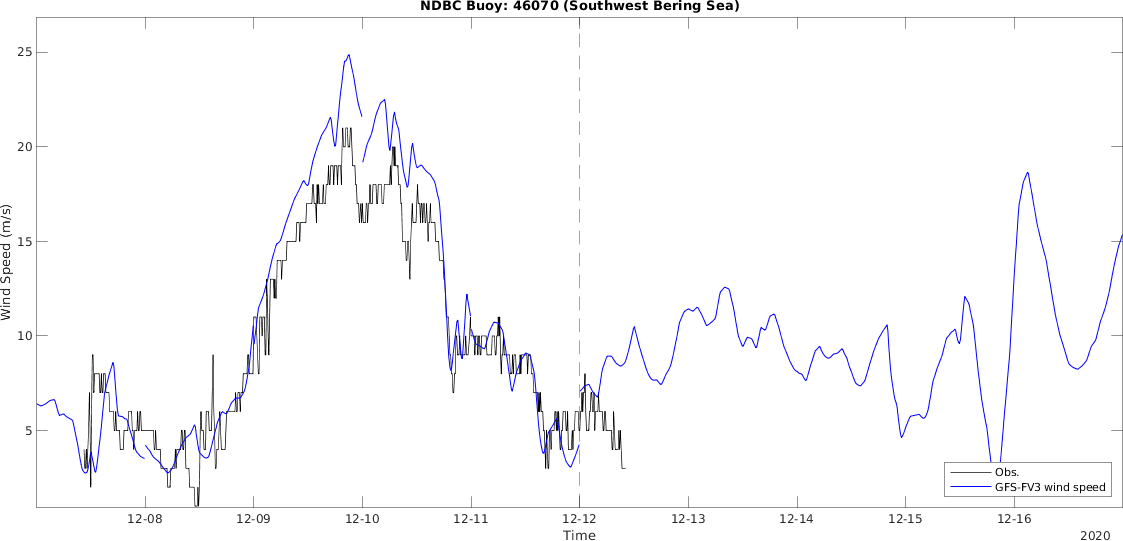 NDBC Buoy: 46070 (Southwest Bering Sea)
25
20
15
10
5
Wind Speed (m/s)
12-08 12-09 12-10 12-11 12-12 12-13 12-14 12-15 12-16
Time
2020
Obs.
GFS-FV3 wind speed